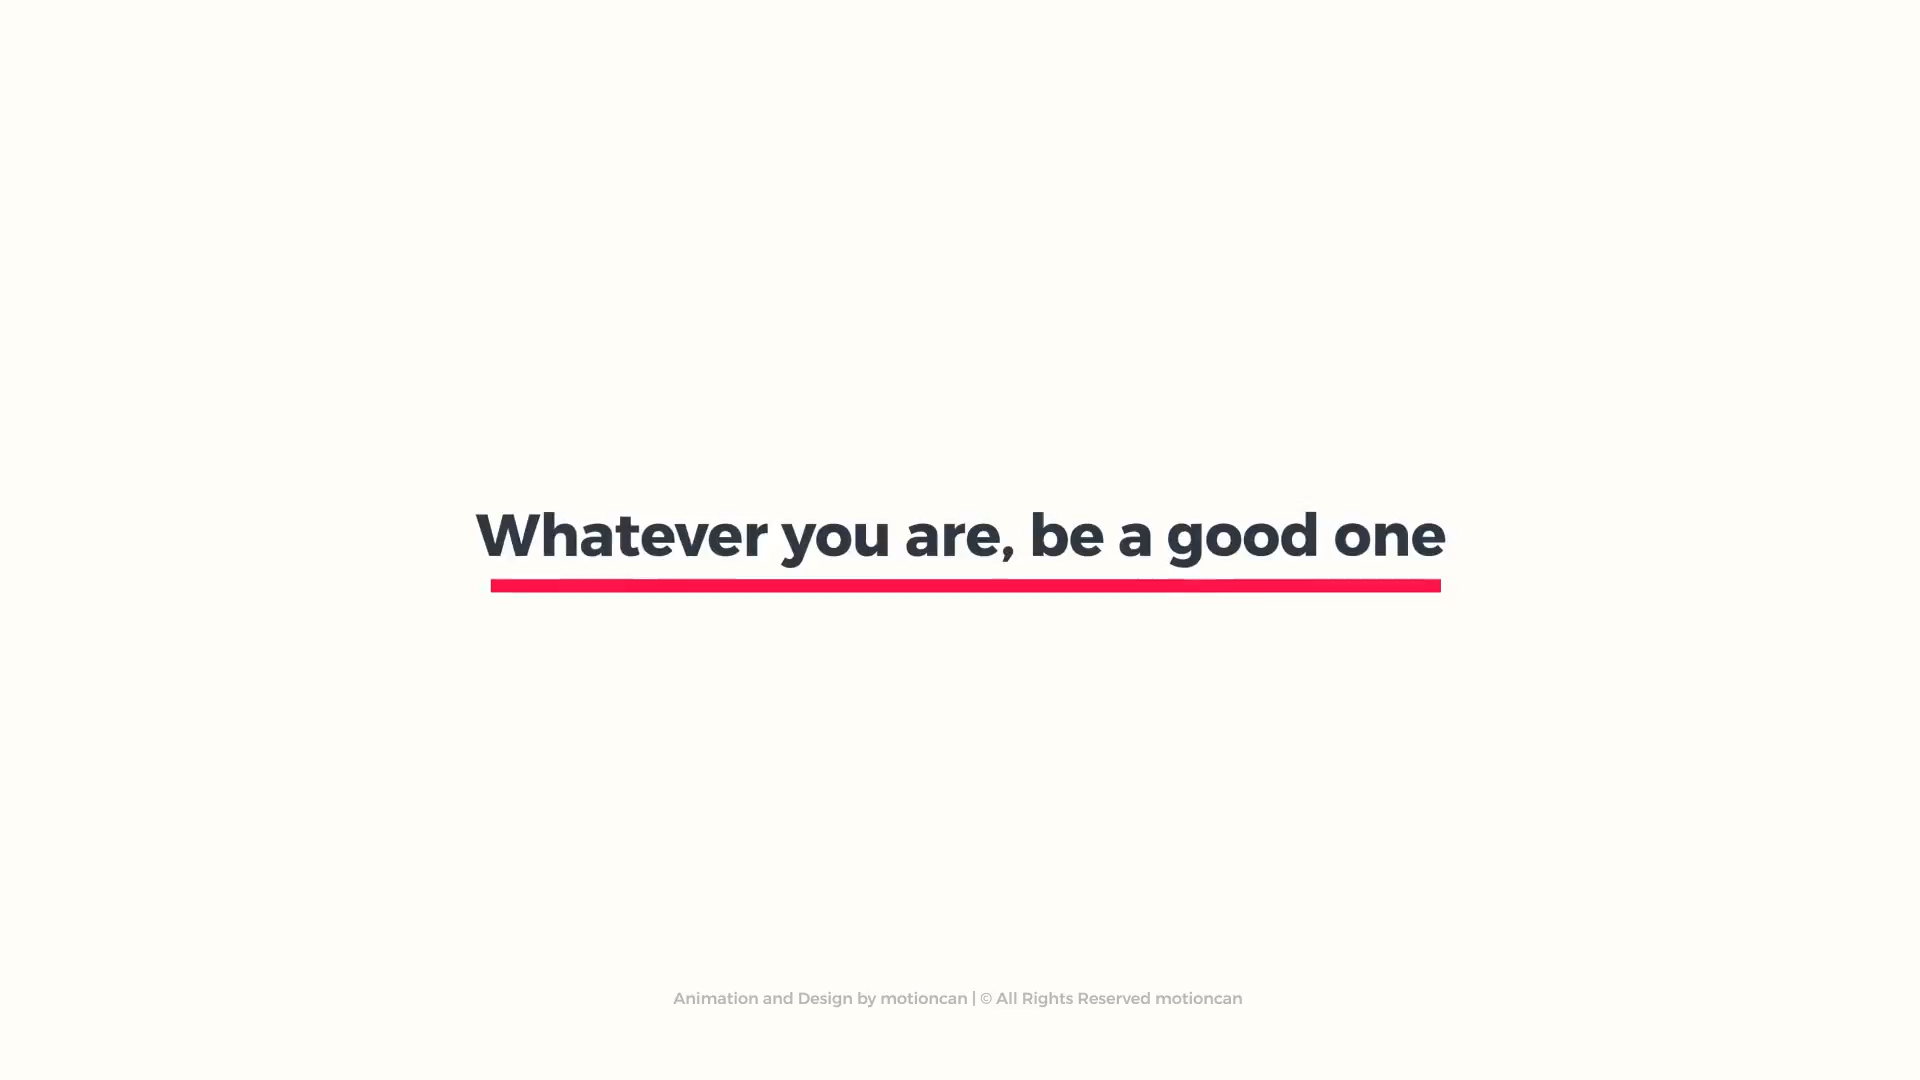 Whatever you are, be a good one
Animation and Design by motioncan | © All Rights Reserved motioncan